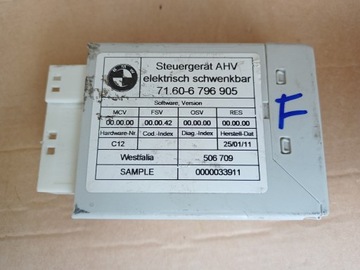 BMW
Steuergerät AHV
elektrisch schwenkbar
71.60-6 796 905
Software, Version
MCV FSV OSV RES
00.00.00 00.00.42 00.00.00 00.00.00
Hardware-Nr. Cod.-Index Diag.-Index Herstell-Dat
C12 25/01/11
Westfalia 506 709
SAMPLE 0000033911
F